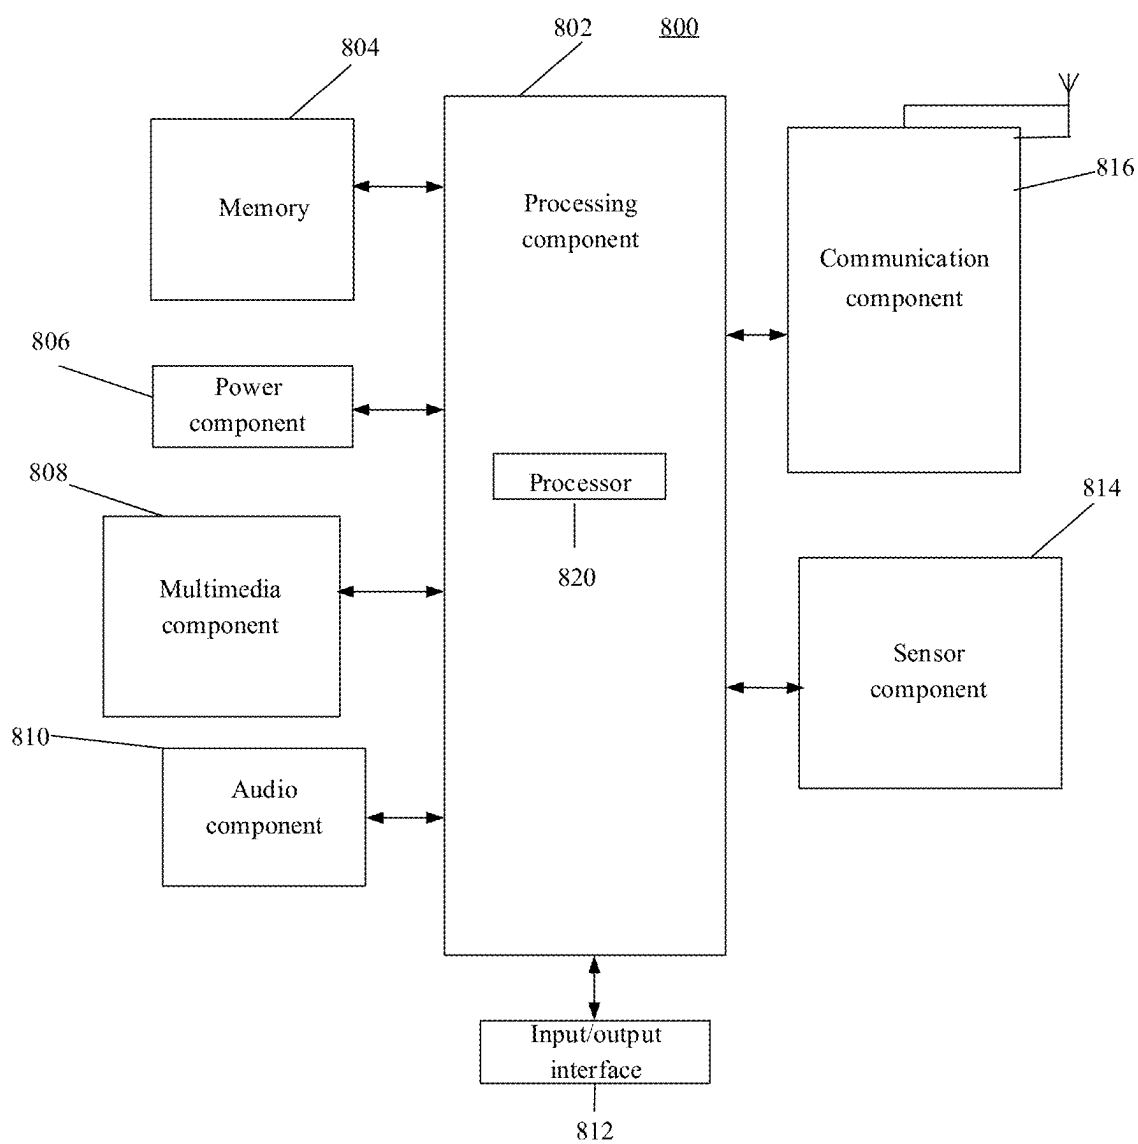 802
800
804
Memory
Processing
component
816
Communication
component
806
Power
component
808
Processor
814
820
Multimedia
component
Sensor
component
810
Audio
component
Input/output
interface
812